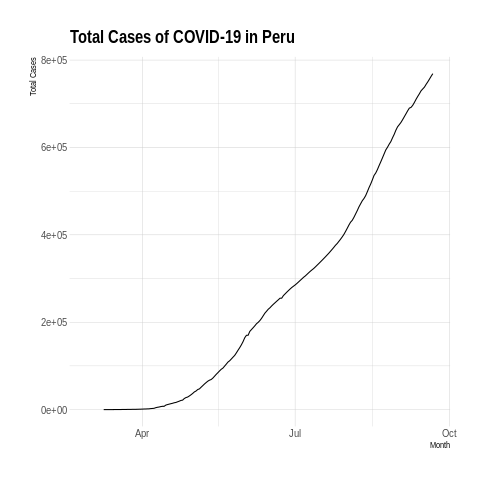 Total Cases of COVID-19 in Peru
Total Cases
8e+05
6e+05
4e+05
2e+05
0e+00
Apr Jul Oct
Month